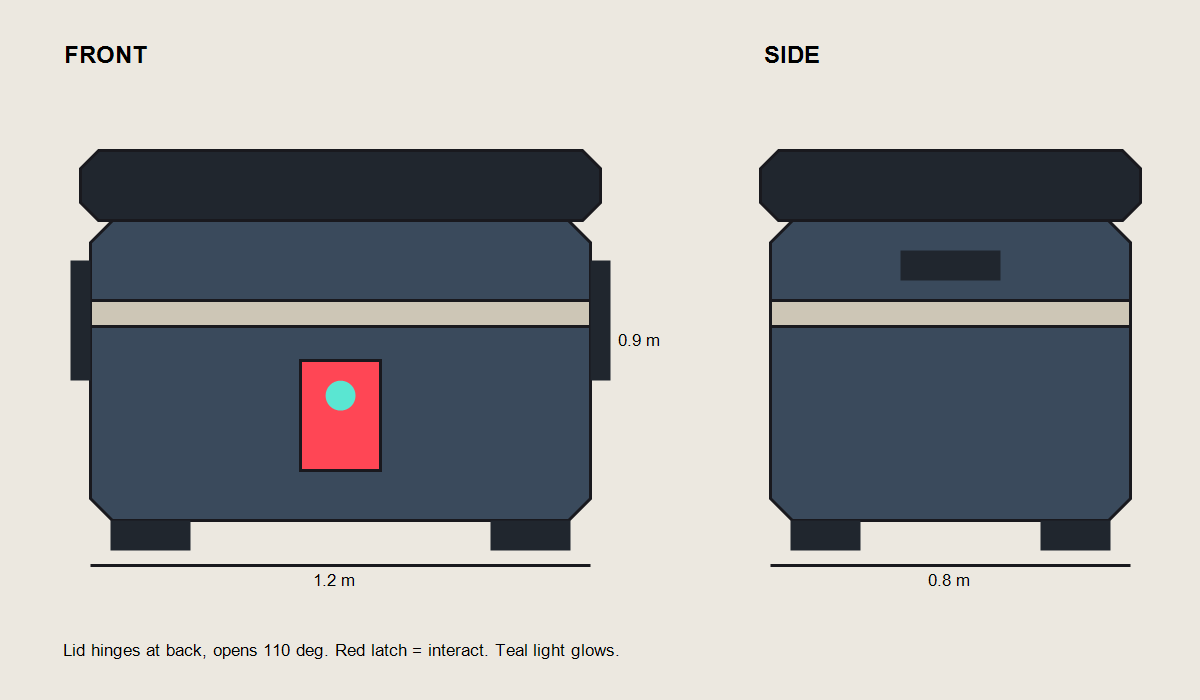 FRONT
SIDE
0.9 m
1.2 m
0.8 m
Lid hinges at back, opens 110 deg. Red latch = interact. Teal light glows.